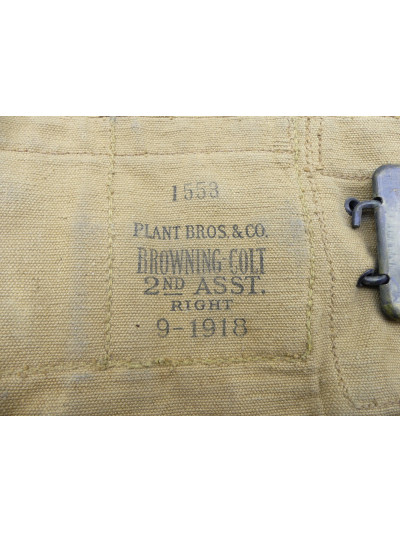 1553
PLANT BROS. & CO.
BROWNING-COLT
2ND ASST.
RIGHT
9-1918